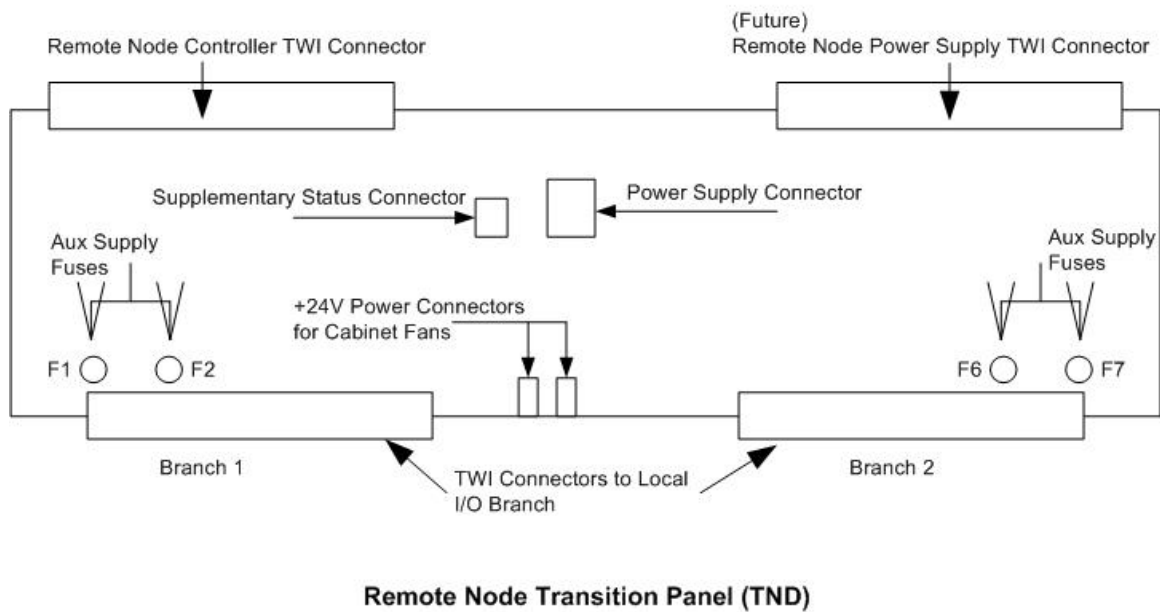 (Future)
Remote Node Controller TWI Connector
Remote Node Power Supply TWI Connector
Supplementary Status Connector
Power Supply Connector
Aux Supply
Fuses
Aux Supply
Fuses
+24V Power Connectors
for Cabinet Fans
F1
F2
F6
F7
Branch 1
Branch 2
TWI Connectors to Local
I/O Branch
Remote Node Transition Panel (TND)